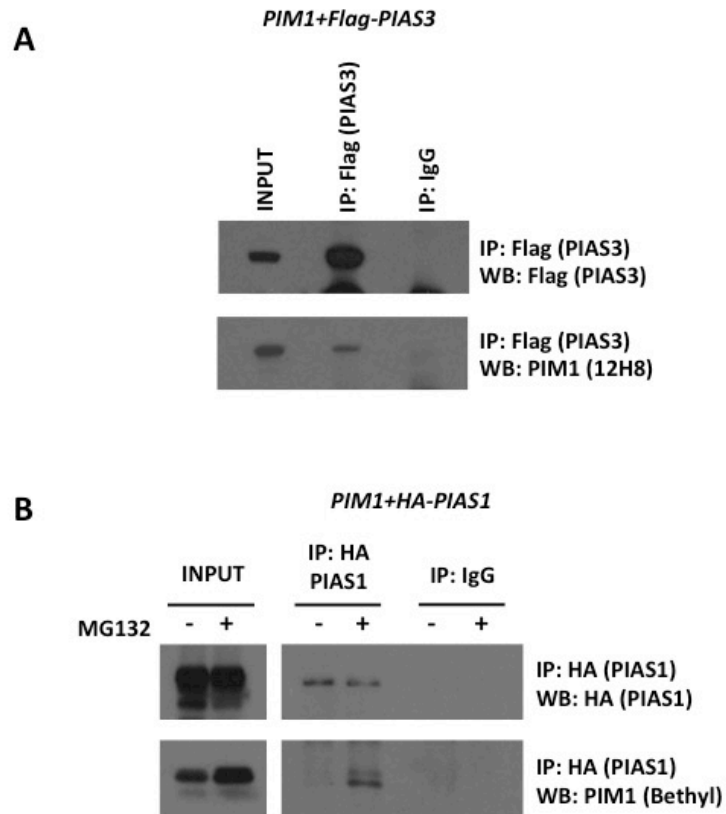 PIM1+Flag-PIAS3
A
INPUT
IP: Flag (PIAS3)
IP: IgG
IP: Flag (PIAS3)
WB: Flag (PIAS3)
IP: Flag (PIAS3)
WB: PIM1 (12H8)
B
PIM1+HA-PIAS1
INPUT
IP: HA
PIAS1
IP: IgG
MG132 - + - + - +
IP: HA (PIAS1)
WB: HA (PIAS1)
IP: HA (PIAS1)
WB: PIM1 (Bethyl)